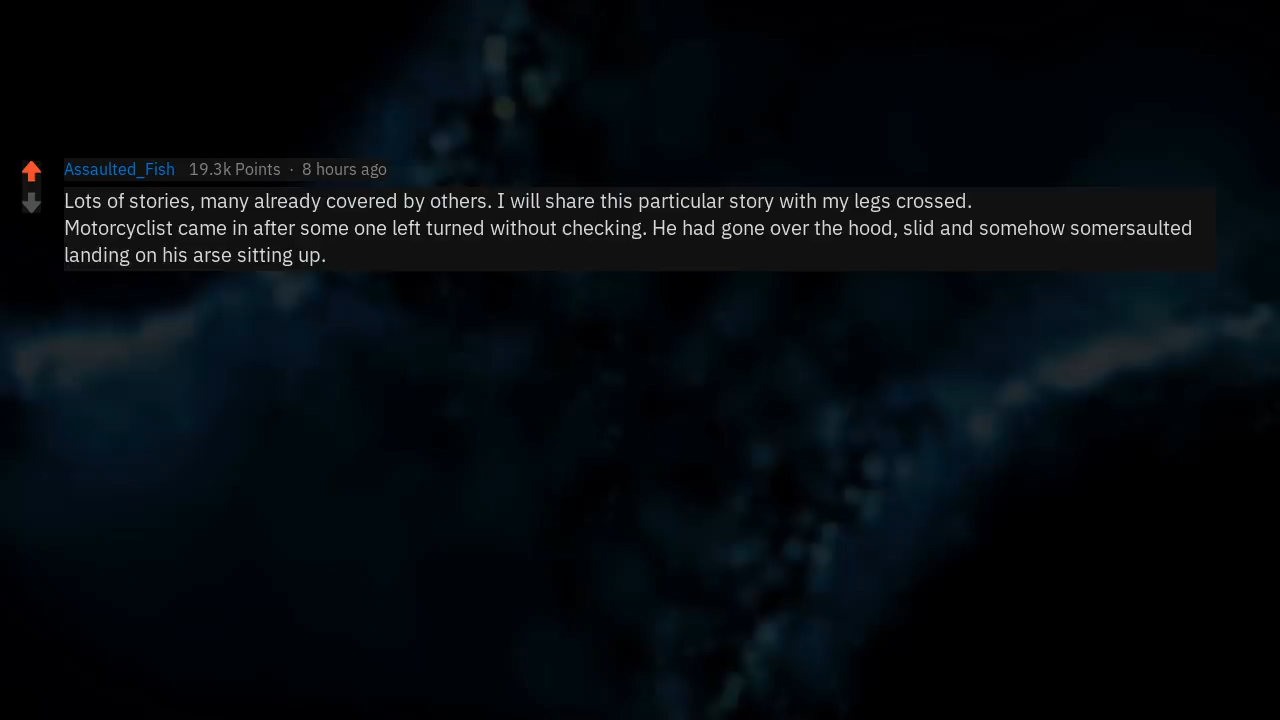 Assaulted_Fish 19.3k Points · 8 hours ago
Lots of stories, many already covered by others. I will share this particular story with my legs crossed.
Motorcyclist came in after some one left turned without checking. He had gone over the hood, slid and somehow somersaulted
landing on his arse sitting up.